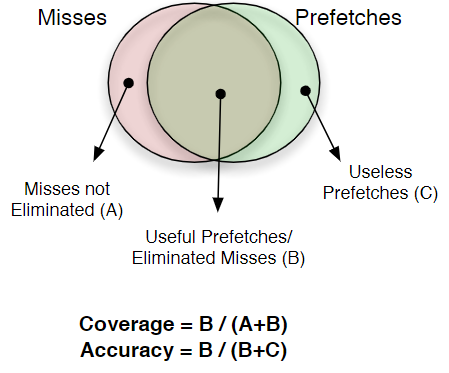 Misses
Prefetches
Misses not
Eliminated (A)
Useless
Prefetches (C)
Useful Prefetches/
Eliminated Misses (B)
Coverage = B / (A+B)
Accuracy = B / (B+C)